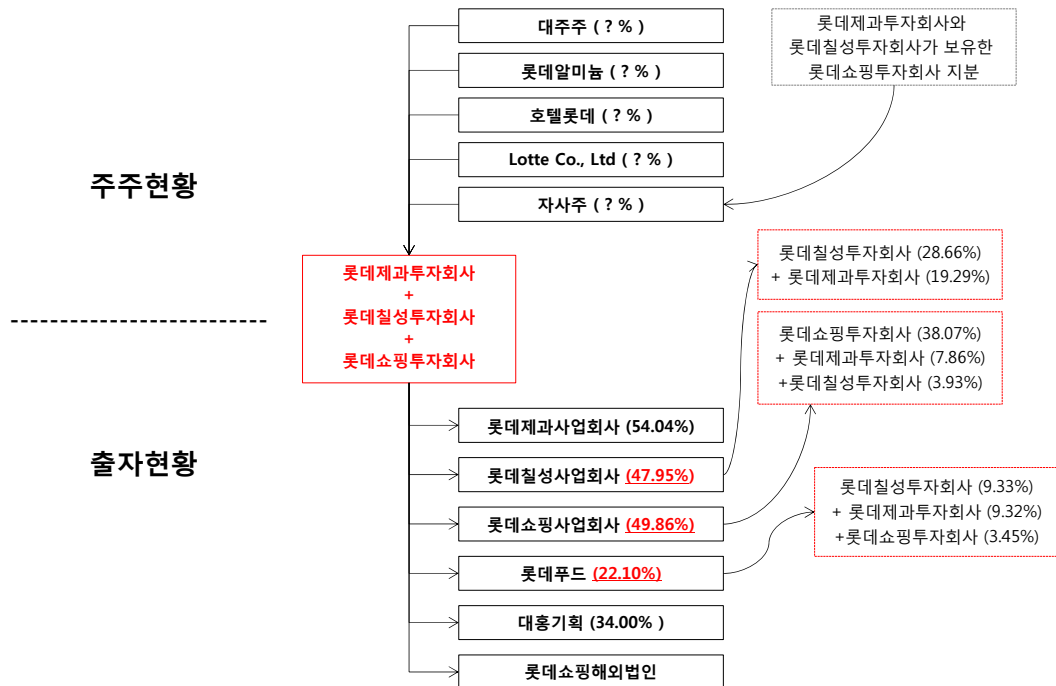 대주주 ( ? % )
롯데알미늄 ( ? % )
호텔롯데 ( ? % )
Lotte Co., Ltd ( ? % )
자사주 ( ? % )
롯데제과투자회사와
롯데칠성투자회사가 보유한
롯데쇼핑투자회사 지분
주주현황
롯데제과투자회사
+
롯데칠성투자회사
+
롯데쇼핑투자회사
롯데칠성투자회사 (28.66%)
+ 롯데제과투자회사 (19.29%)
롯데쇼핑투자회사 (38.07%)
+ 롯데제과투자회사 (7.86%)
+롯데칠성투자회사 (3.93%)
출자현황
롯데제과사업회사 (54.04%)
롯데칠성사업회사 (47.95%)
롯데쇼핑사업회사 (49.86%)
롯데푸드 (22.10%)
대홍기획 (34.00% )
롯데쇼핑해외법인
롯데칠성투자회사 (9.33%)
+ 롯데제과투자회사 (9.32%)
+롯데쇼핑투자회사 (3.45%)